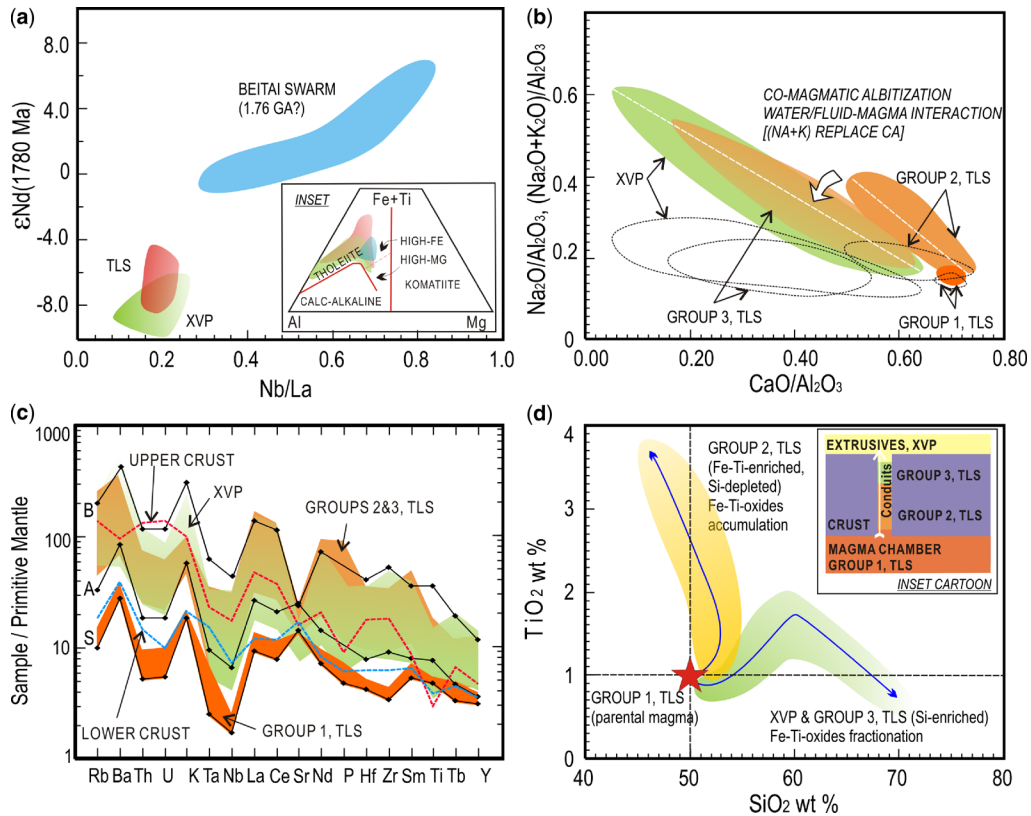 (a)
εNd(1780 Ma)
8.0
4.0
0
-4.0
-8.0
BEITAI SWARM
(1.76 GA?)
TLS
XVP
INSET
Fe+Ti
HIGH-FE
THOLEIITE
HIGH-MG
KOMATIITE
CALC-ALKALINE
Al
Mg
0.0
0.2
0.4
0.6
0.8
1.0
Nb/La
(b)
Na₂O/Al₂O₃, (Na₂O+K₂O)/Al₂O₃
0.8
0.6
0.4
0.2
0
CO-MAGMATIC ALBITIZATION
WATER/FLUID-MAGMA INTERACTION
[(NA+K) REPLACE CA]
XVP
GROUP 2, TLS
GROUP 3, TLS
GROUP 1, TLS
0.00
0.20
0.40
0.60
0.80
CaO/Al₂O₃
(c)
Sample / Primitive Mantle
1000
100
10
1
UPPER CRUST
XVP
GROUPS 2&3, TLS
B
A
S
LOWER CRUST
GROUP 1, TLS
Rb Ba Th U K Ta Nb La Ce Sr Nd P Hf Zr Sm Ti Tb Y
(d)
TiO₂ wt %
4
3
2
1
0
GROUP 2, TLS
(Fe-Ti-enriched,
Si-depleted)
Fe-Ti-oxides
accumulation
EXTRUSIVES, XVP
Conduits
GROUP 3, TLS
CRUST
GROUP 2, TLS
MAGMA CHAMBER
GROUP 1, TLS
INSET CARTOON
GROUP 1, TLS
(parental magma)
XVP & GROUP 3, TLS (Si-enriched)
Fe-Ti-oxides fractionation
40
50
60
70
80
SiO₂ wt %